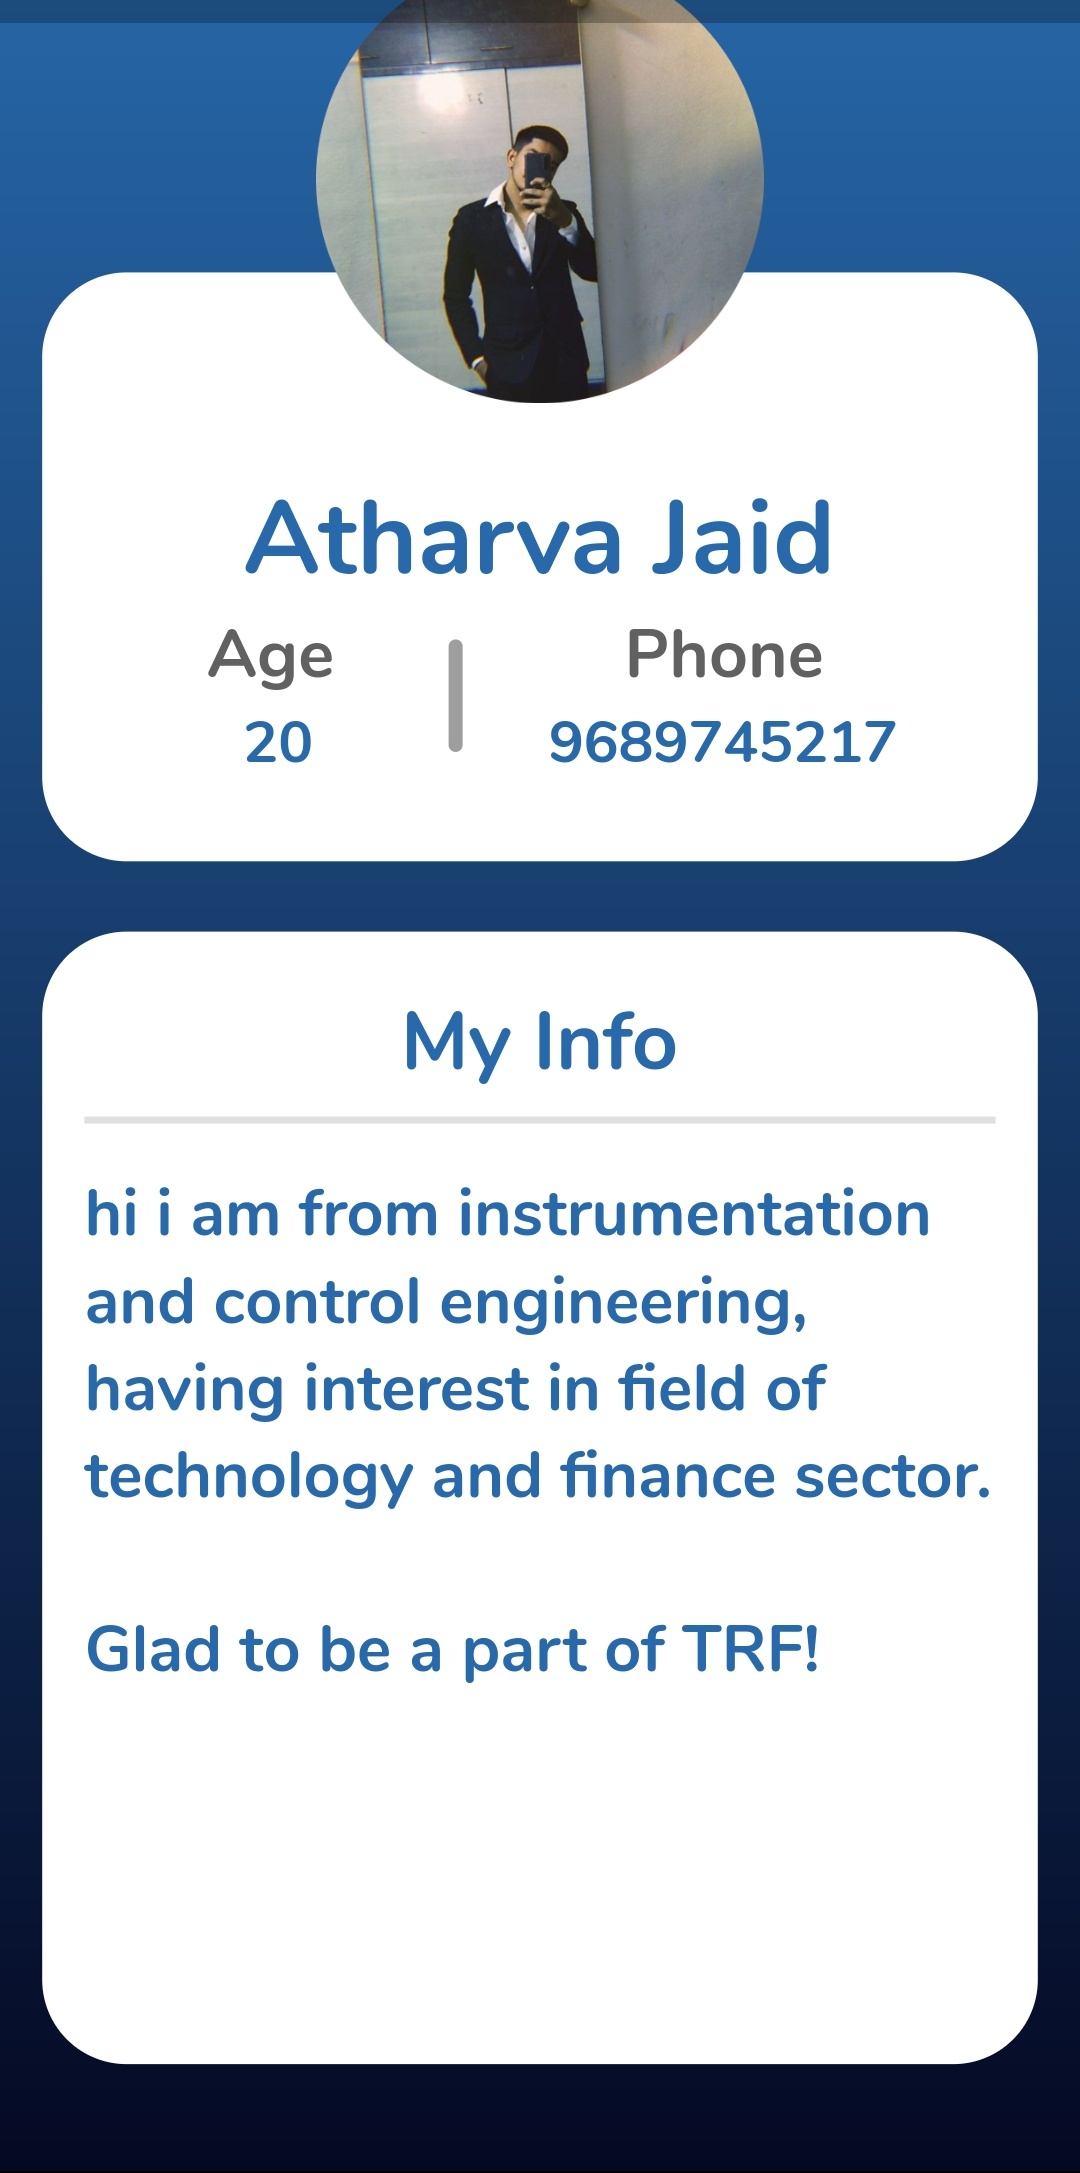 Atharva Jaid
Age
Phone
20
9689745217
My Info
hi i am from instrumentation
and control engineering,
having interest in field of
technology and finance sector.
Glad to be a part of TRF!